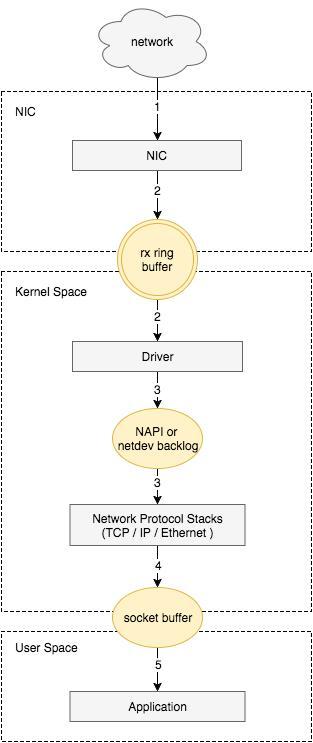 network
1
NIC
NIC
2
rx ring
buffer
Kernel Space
2
Driver
3
NAPI or
netdev backlog
3
Network Protocol Stacks
(TCP / IP / Ethernet )
4
socket buffer
User Space
5
Application